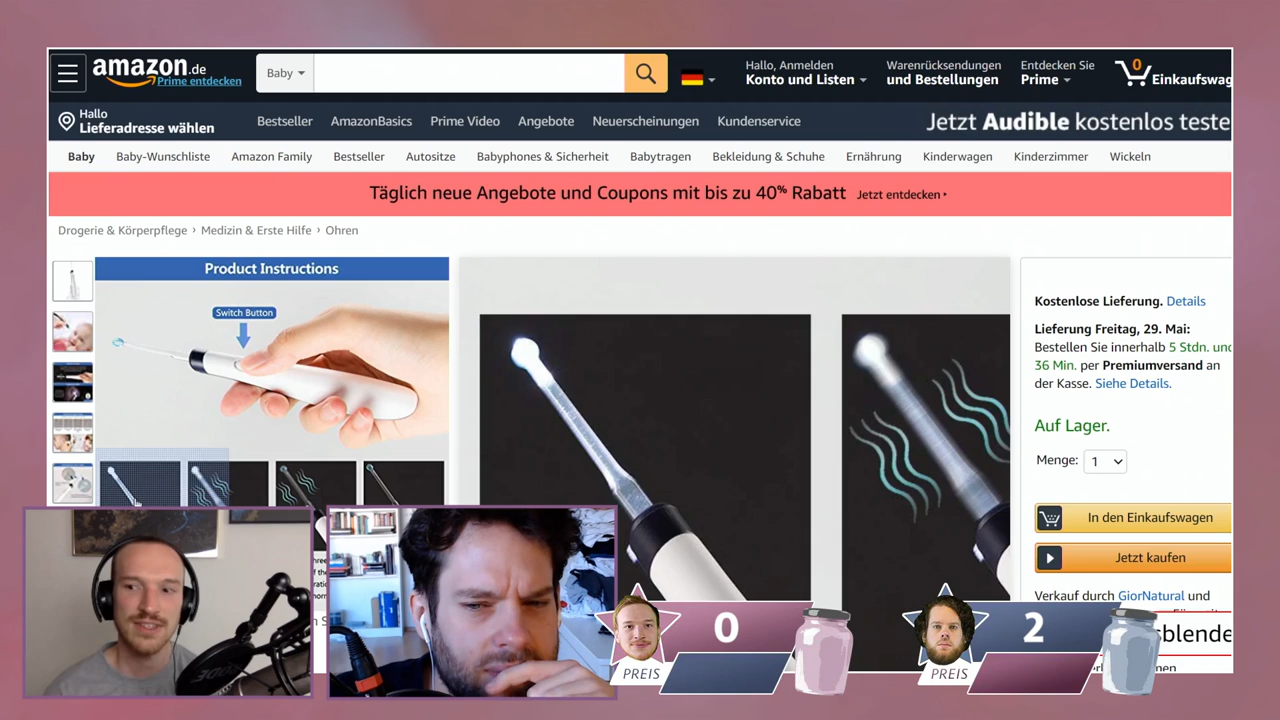 amazon.de
Prime entdecken
Baby
Hallo, Anmelden
Konto und Listen
Warenrücksendungen
und Bestellungen
Entdecken Sie
Prime
0
Einkaufswag
Hallo
Lieferadresse wählen
Bestseller
AmazonBasics
Prime Video
Angebote
Neuerscheinungen
Kundenservice
Jetzt Audible kostenlos teste
Baby
Baby-Wunschliste
Amazon Family
Bestseller
Autositze
Babyphones & Sicherheit
Babytragen
Bekleidung & Schuhe
Ernährung
Kinderwagen
Kinderzimmer
Wickeln
Täglich neue Angebote und Coupons mit bis zu 40% Rabatt Jetzt entdecken ‣
Drogerie & Körperpflege › Medizin & Erste Hilfe › Ohren
Product Instructions
Switch Button
Kostenlose Lieferung. Details
Lieferung Freitag, 29. Mai:
Bestellen Sie innerhalb 5 Stdn. und
36 Min. per Premiumversand an
der Kasse. Siehe Details.
Auf Lager.
Menge: 1
In den Einkaufswagen
Jetzt kaufen
Verkauf durch GiorNatural und
sblende
PREIS
0
PREIS
2